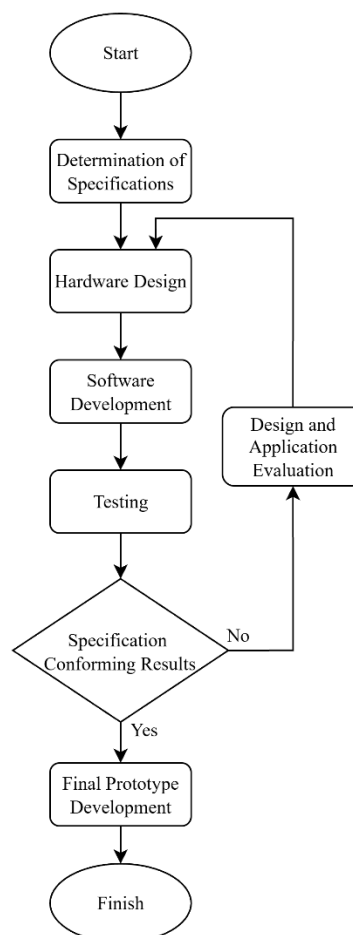 Start
Determination of
Specifications
Hardware Design
Software
Development
Design and
Application
Evaluation
Testing
Specification
Conforming Results
No
Yes
Final Prototype
Development
Finish